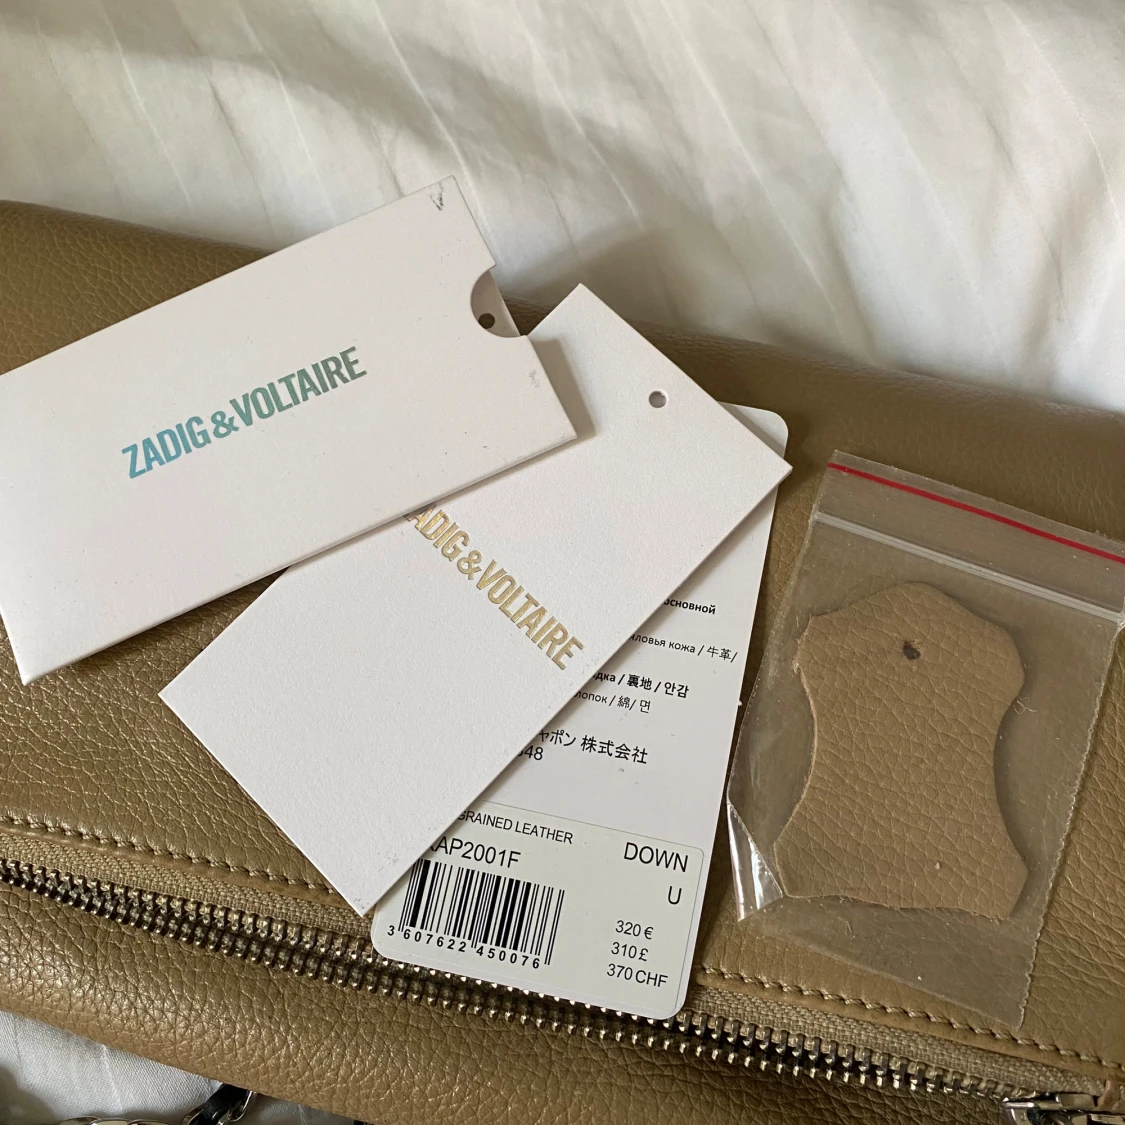 ZADIG & VOLTAIRE
ADIG & VOLTAIRE
основной
ловья кожа / 牛革/
дка / 裏地 / 안감
лопок / 綿/ 면
ャポン 株式会社
48
GRAINED LEATHER
DOWN
AP2001F
U
3 607622 450076
320 €
310 £
370 CHF